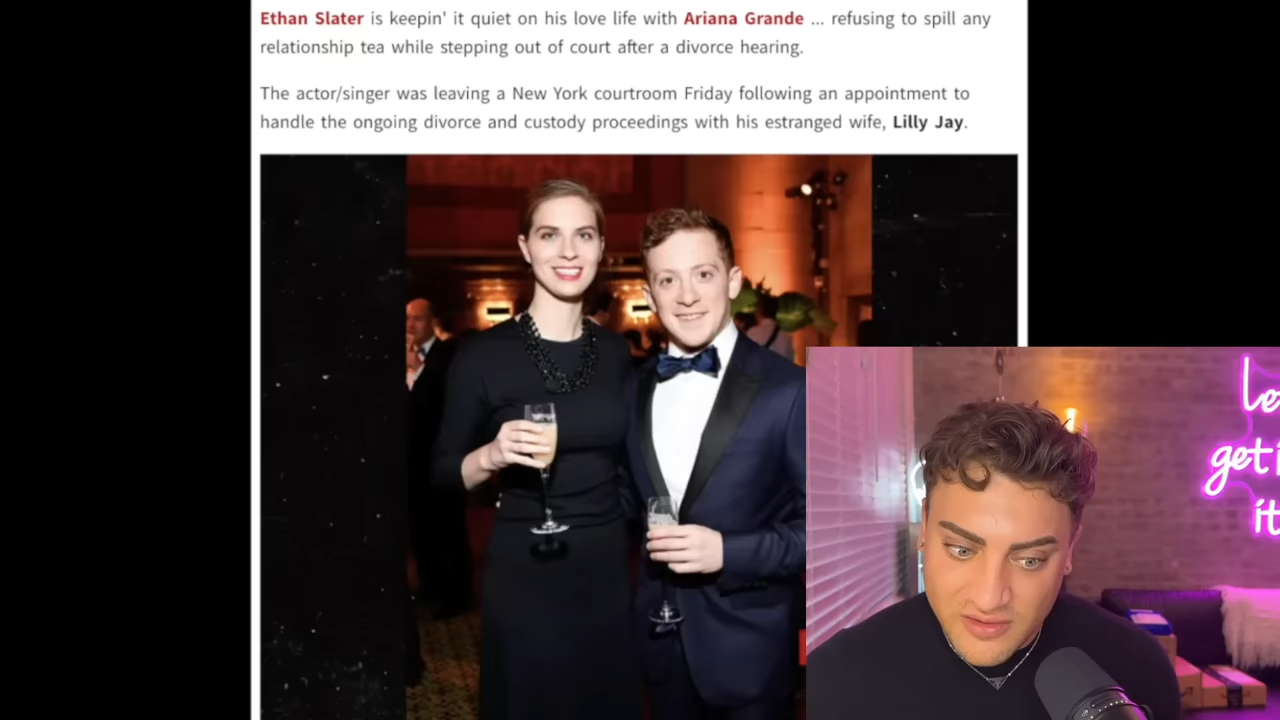 Ethan Slater is keepin' it quiet on his love life with Ariana Grande ... refusing to spill any
relationship tea while stepping out of court after a divorce hearing.
The actor/singer was leaving a New York courtroom Friday following an appointment to
handle the ongoing divorce and custody proceedings with his estranged wife, Lilly Jay.
get
it